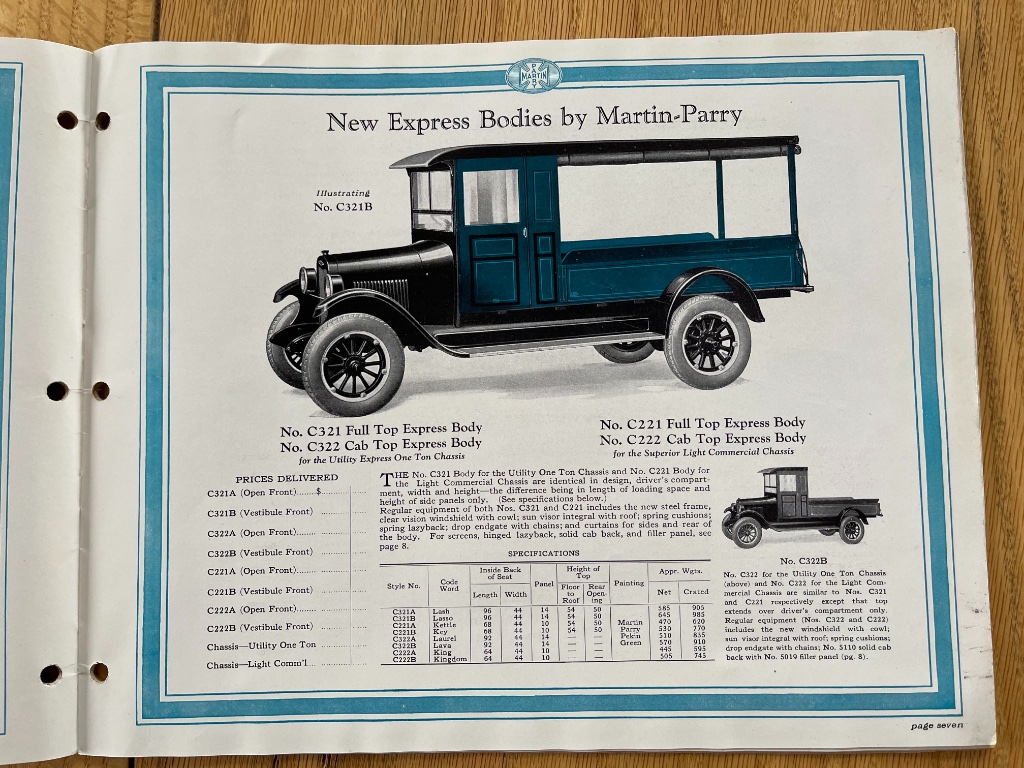 PARRY
MARTIN
New Express Bodies by Martin-Parry
Illustrating
No. C321B
No. C321 Full Top Express Body
No. C322 Cab Top Express Body
for the Utility Express One Ton Chassis
No. C221 Full Top Express Body
No. C222 Cab Top Express Body
for the Superior Light Commercial Chassis
PRICES DELIVERED
C321A (Open Front)........$
C321B (Vestibule Front)
C322A (Open Front)
C322B (Vestibule Front)
C221A (Open Front)
C221B (Vestibule Front)
C222A (Open Front)
C222B (Vestibule Front)
Chassis—Utility One Ton
Chassis—Light Comm'l
THE No. C321 Body for the Utility One Ton Chassis and No. C221 Body for
the Light Commercial Chassis are identical in design, driver's compart-
ment, width and height—the difference being in length of loading space and
height of side panels only. (See specifications below.)
Regular equipment of both Nos. C321 and C221 includes the new steel frame,
clear vision windshield with cowl; sun visor integral with roof; spring cushions;
spring lazyback; drop endgate with chains; and curtains for sides and rear of
the body. For screens, hinged lazyback, solid cab back, and filler panel, see
page 8.
SPECIFICATIONS
Style No. Code Word Inside Back of Seat Length Width Panel Height of Top Floor to Roof Rear Opening Painting Appr. Wgts. Net Crated
C321A Lash 96 44 14 54 50 585 905
C321B Lasso 96 44 14 54 50 645 985
C221A Kettle 68 44 10 54 50 Martin 470 620
C221B Key 68 44 10 54 50 Parry 530 770
C322A Laurel 92 44 14 — — Pekin 510 835
C322B Lava 92 44 14 — — Green 570 910
C222A King 64 44 10 — — 445 595
C222B Kingdom 64 44 10 — — 505 745
No. C322B
No. C322 for the Utility One Ton Chassis
(above) and No. C222 for the Light Com-
mercial Chassis are similar to Nos. C321
and C221 respectively except that top
extends over driver's compartment only.
Regular equipment (Nos. C322 and C222)
includes the new windshield with cowl;
sun visor integral with roof; spring cushions;
drop endgate with chains; No. 5110 solid cab
back with No. 5019 filler panel (pg. 8).
page seven